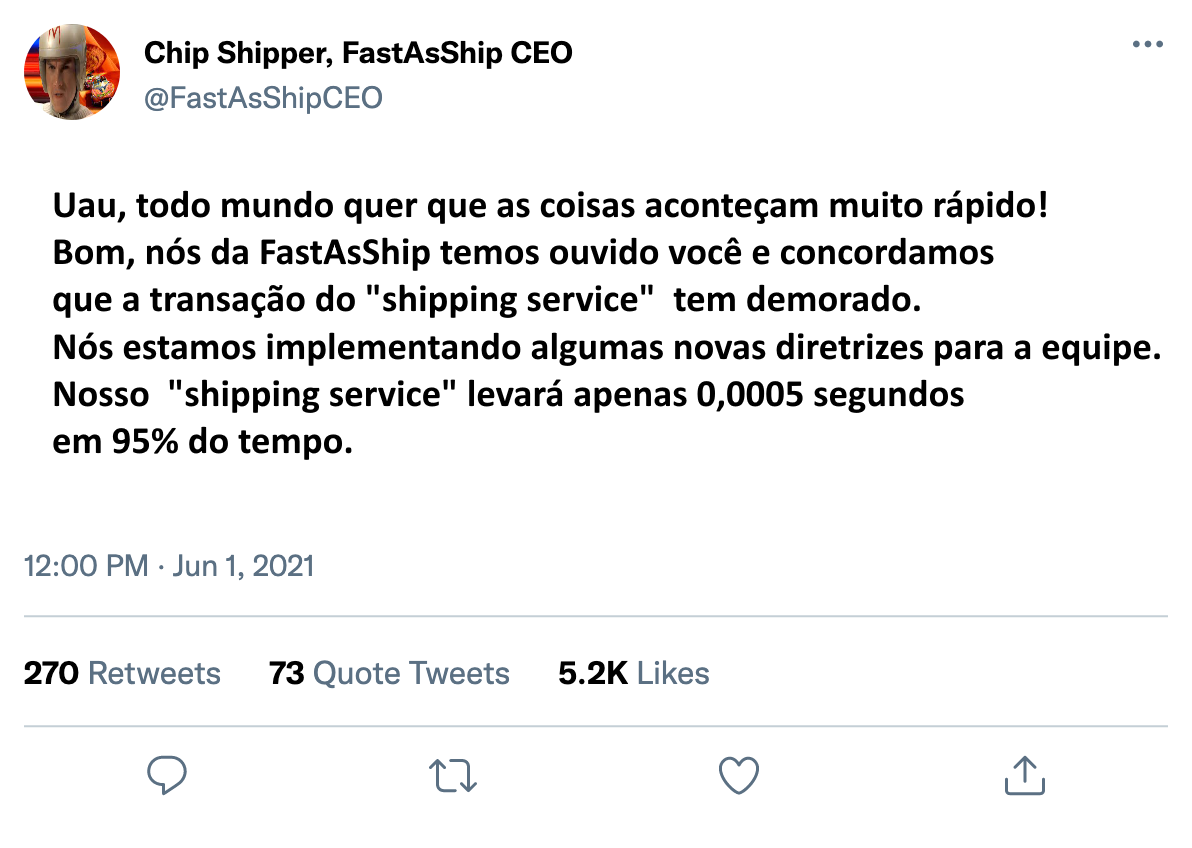 Chip Shipper, FastAsShip CEO
@FastAsShipCEO
Uau, todo mundo quer que as coisas aconteçam muito rápido!
Bom, nós da FastAsShip temos ouvido você e concordamos
que a transação do "shipping service"  tem demorado.
Nós estamos implementando algumas novas diretrizes para a equipe.
Nosso  "shipping service" levará apenas 0,0005 segundos
em 95% do tempo.
12:00 PM · Jun 1, 2021
270 Retweets 73 Quote Tweets 5.2K Likes